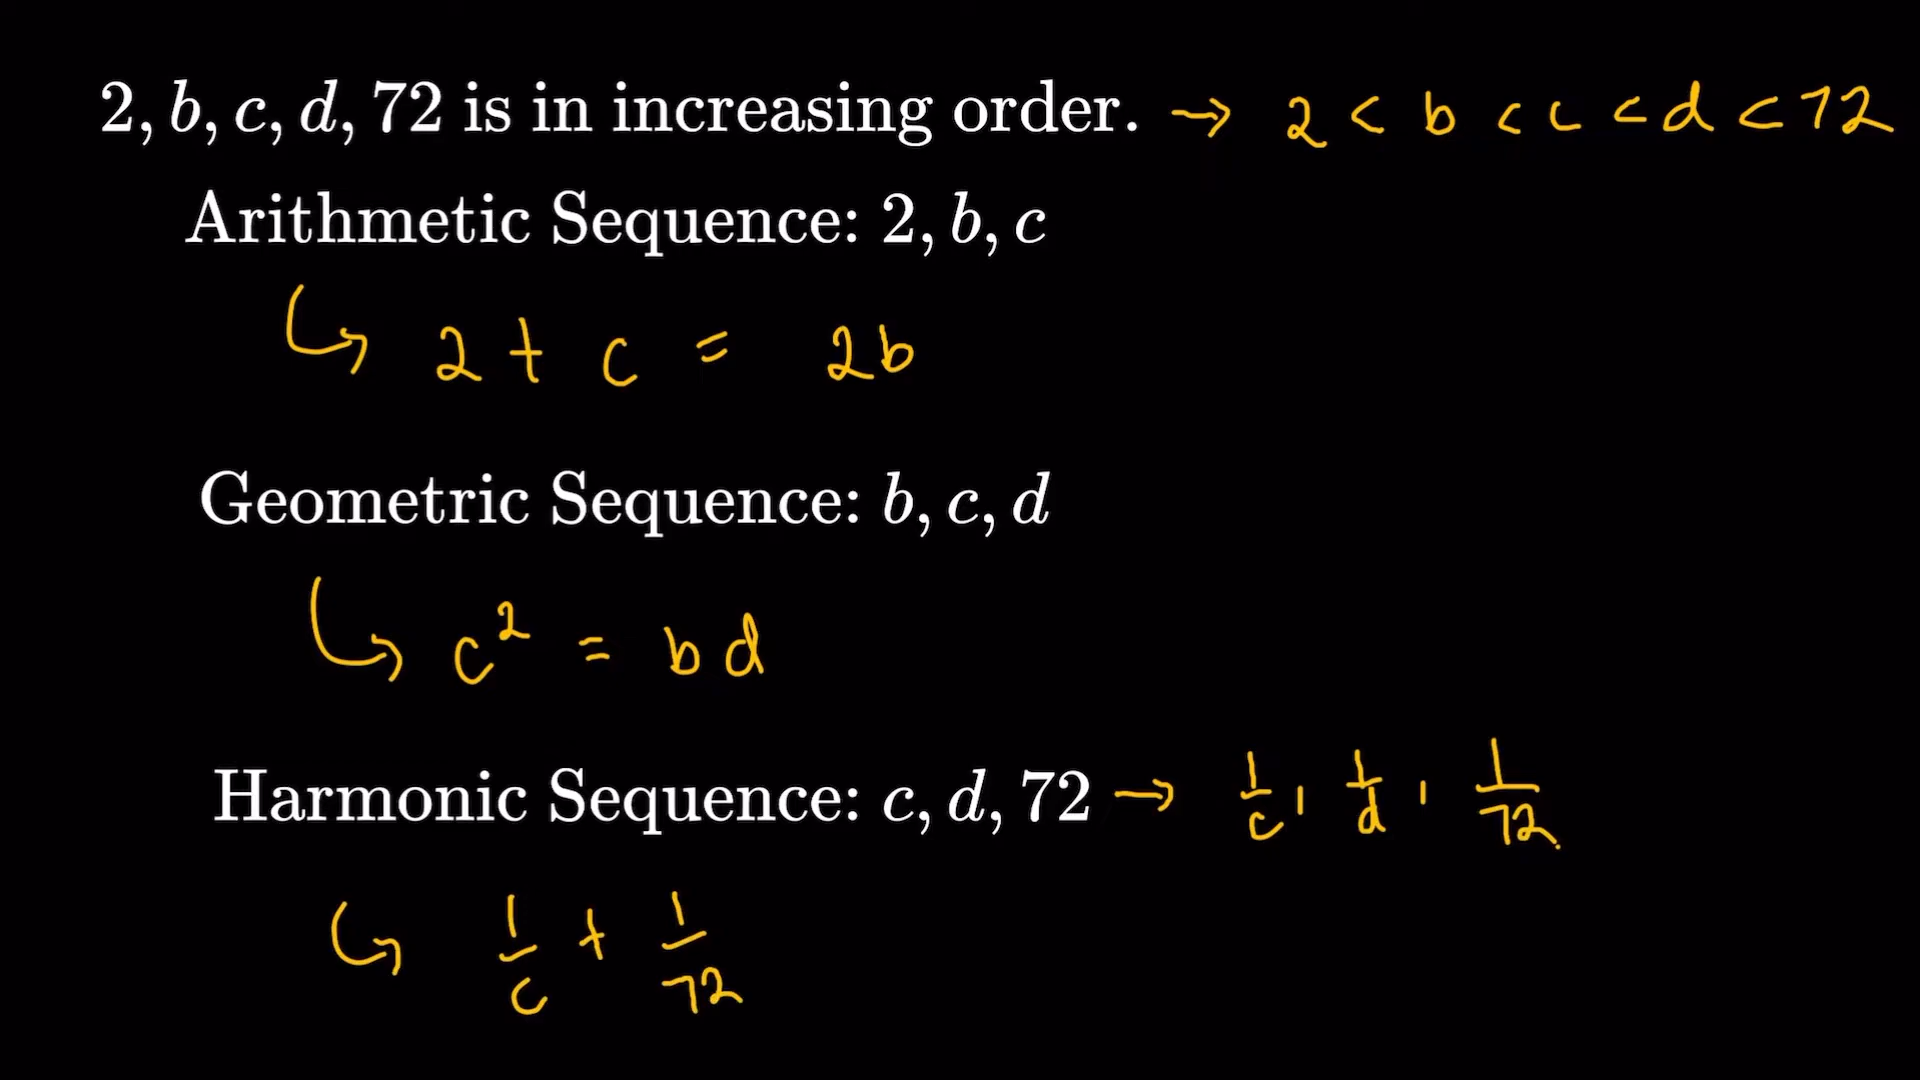 2, b, c, d, 72 is in increasing order. → 2 < b < c < d < 72
Arithmetic Sequence: 2, b, c
↳ 2 + c = 2b
Geometric Sequence: b, c, d
↳ c² = bd
Harmonic Sequence: c, d, 72 → 1/c, 1/d, 1/72
↳ 1/c + 1/72